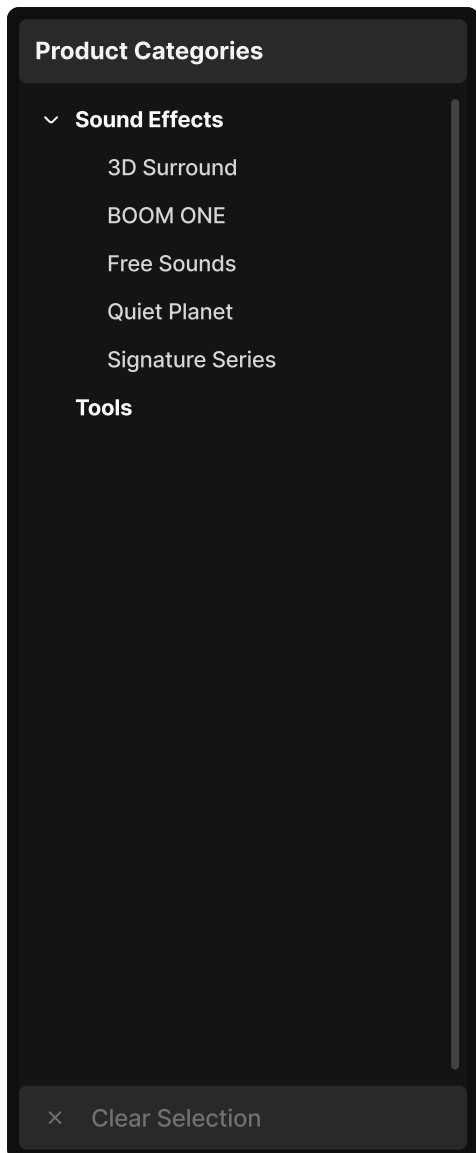 Product Categories
Sound Effects
3D Surround
BOOM ONE
Free Sounds
Quiet Planet
Signature Series
Tools
Clear Selection